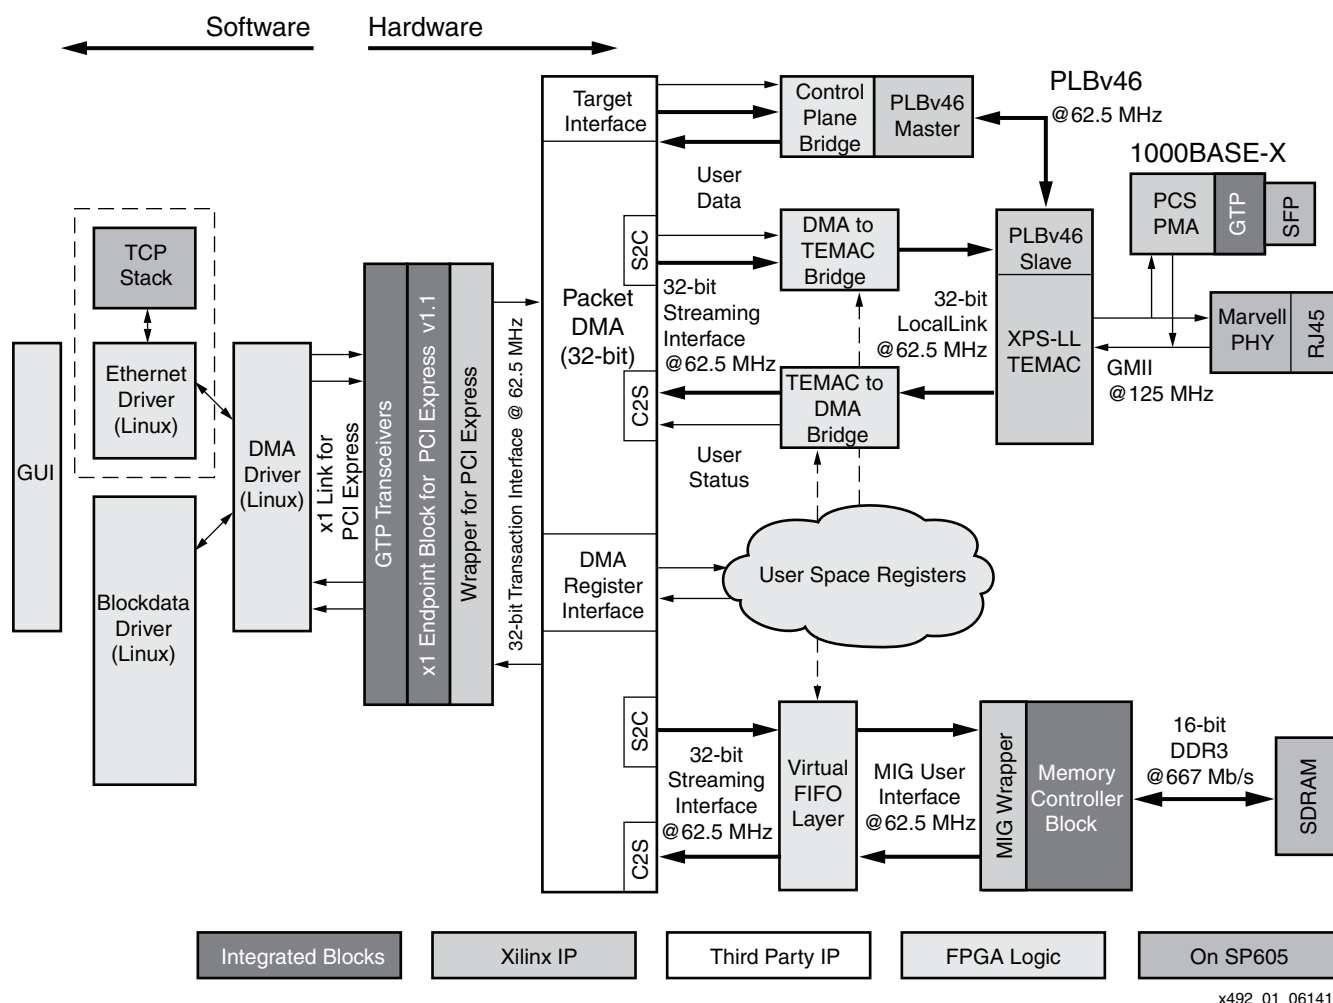 Software
Hardware
Target
Interface
Control
Plane
Bridge
PLBv46
Master
PLBv46
@62.5 MHz
1000BASE-X
PCS
PMA
GTP
SFP
User
Data
TCP
Stack
S2C
DMA to
TEMAC
Bridge
PLBv46
Slave
Packet
DMA
(32-bit)
32-bit
Streaming
Interface
@62.5 MHz
32-bit
LocalLink
@62.5 MHz
XPS-LL
TEMAC
Marvell
PHY
RJ45
GMII
@125 MHz
GUI
Ethernet
Driver
(Linux)
DMA
Driver
(Linux)
x1 Link for
PCI Express
GTP Transceivers
x1 Endpoint Block for PCI Express v1.1
Wrapper for PCI Express
32-bit Transaction Interface @ 62.5 MHz
C2S
TEMAC to
DMA
Bridge
User
Status
Blockdata
Driver
(Linux)
DMA
Register
Interface
User Space Registers
S2C
32-bit
Streaming
Interface
@62.5 MHz
C2S
Virtual
FIFO
Layer
MIG User
Interface
@62.5 MHz
MIG Wrapper
Memory
Controller
Block
16-bit
DDR3
@667 Mb/s
SDRAM
Integrated Blocks
Xilinx IP
Third Party IP
FPGA Logic
On SP605
x492_01_06141